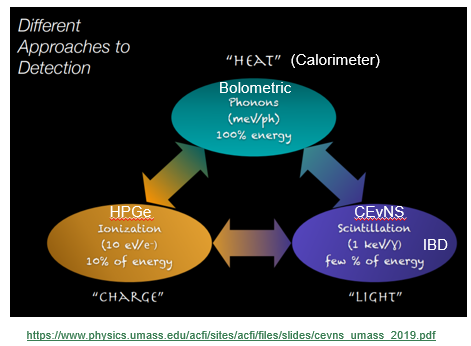 Different
Approaches to
Detection
"HEAT" (Calorimeter)
Bolometric
Phonons
(meV/ph)
100% energy
HPGe
Ionization
(10 eV/e⁻)
10% of energy
"CHARGE"
CEvNS
Scintillation
(1 keV/γ)
few % of energy
IBD
"LIGHT"
https://www.physics.umass.edu/acfi/sites/acfi/files/slides/cevns_umass_2019.pdf